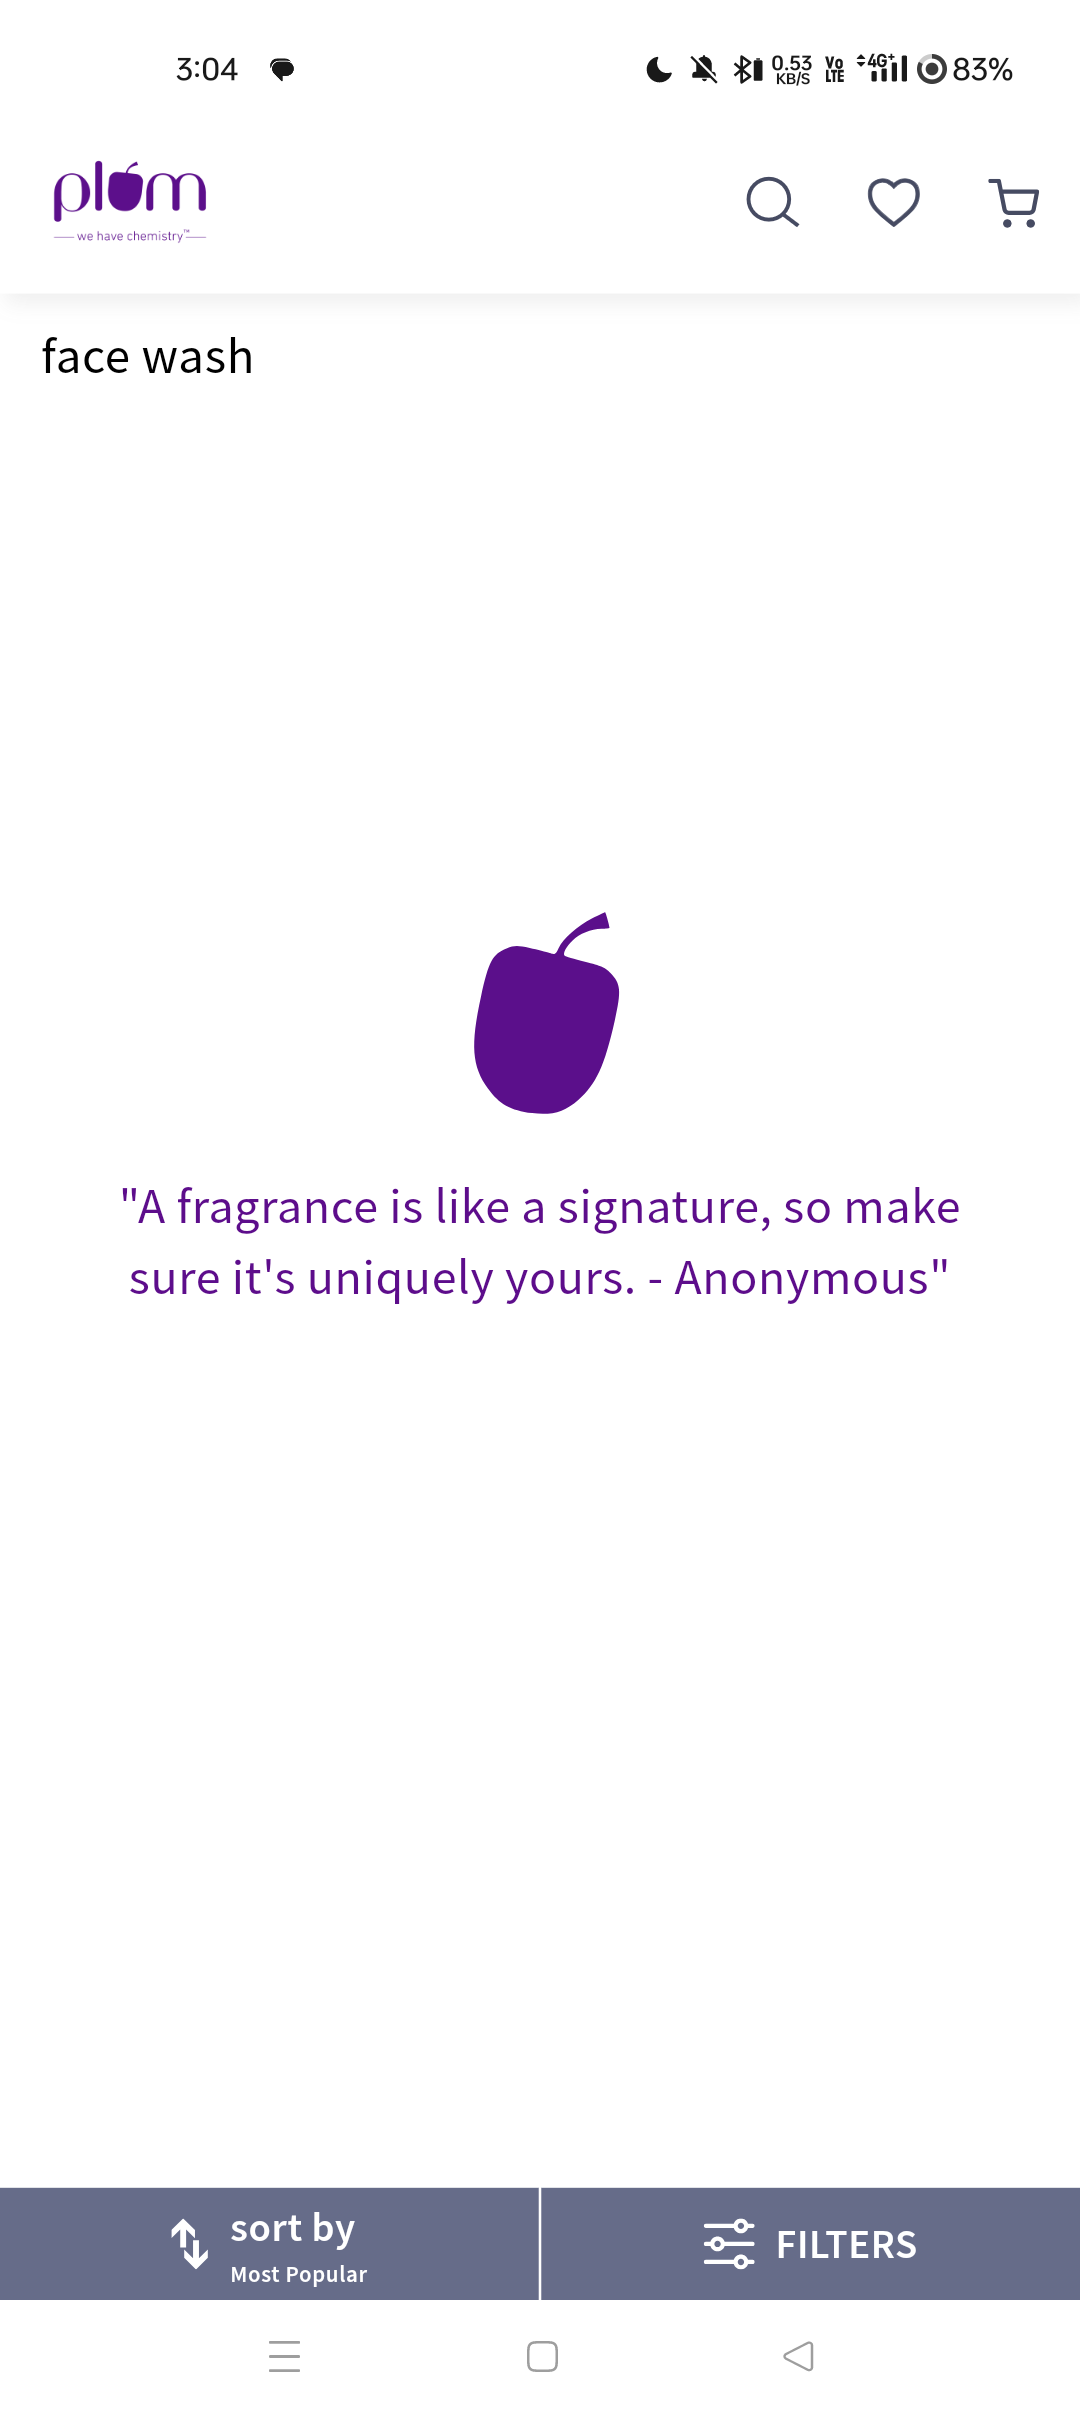 3:04
0.53
KB/S
Vo
LTE
4G+
83%
plum
we have chemistry™
face wash
"A fragrance is like a signature, so make
sure it's uniquely yours. - Anonymous"
sort by
Most Popular
FILTERS